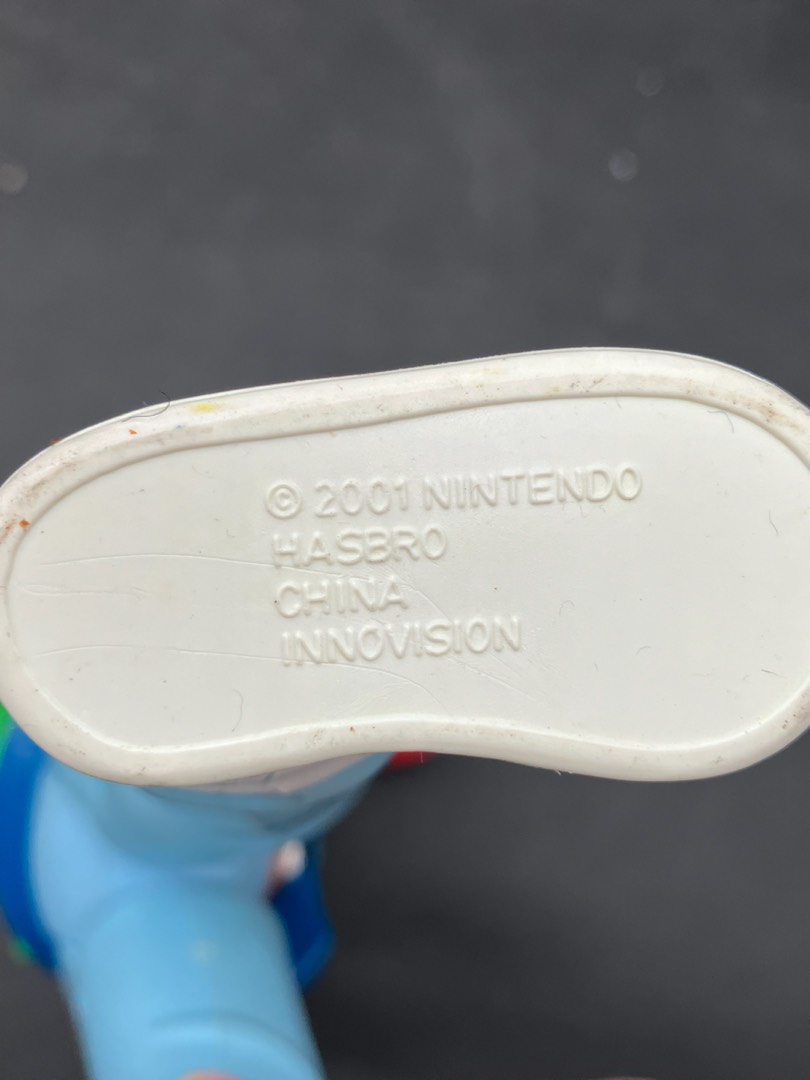 © 2001 NINTENDO
HASBRO
CHINA
INNOVISION